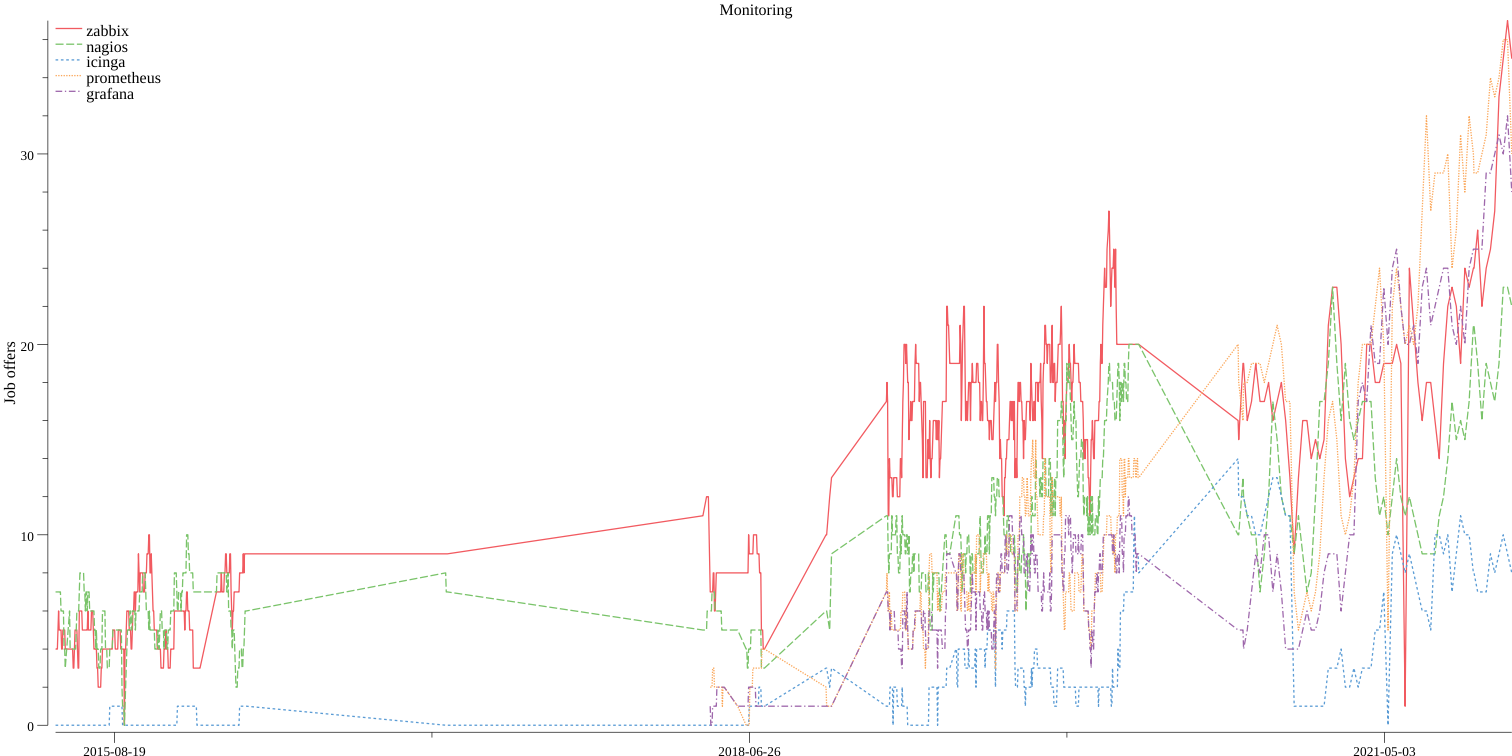 Monitoring
zabbix
nagios
icinga
prometheus
grafana
30
20
10
0
Job offers
2015-08-19
2018-06-26
2021-05-03